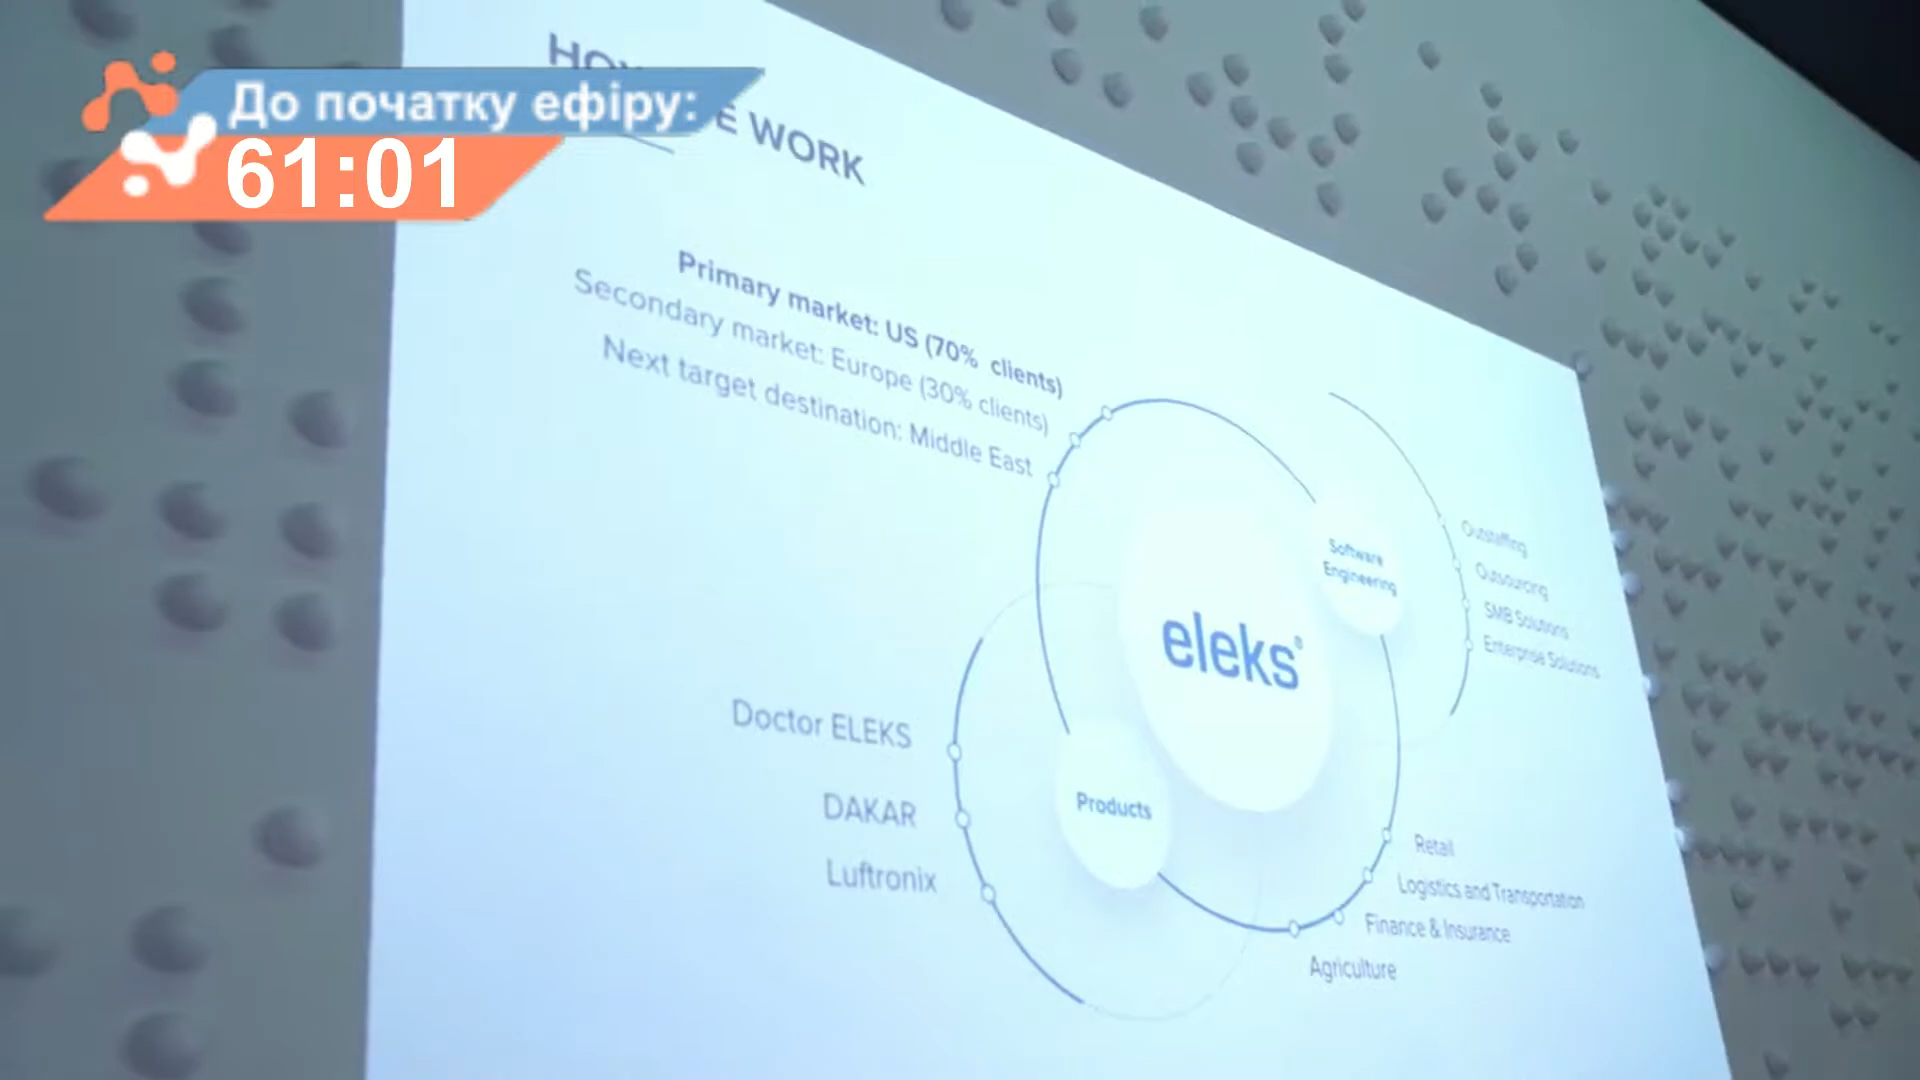 До початку ефіру:
61:01
E WORK
Primary market: US (70% clients)
Secondary market: Europe (30% clients)
Next target destination: Middle East
Software
Engineering
Outstaffing
Outsourcing
SMB Solutions
Enterprise Solutions
eleks®
Doctor ELEKS
DAKAR
Luftronix
Products
Retail
Logistics and Transportation
Finance & Insurance
Agriculture